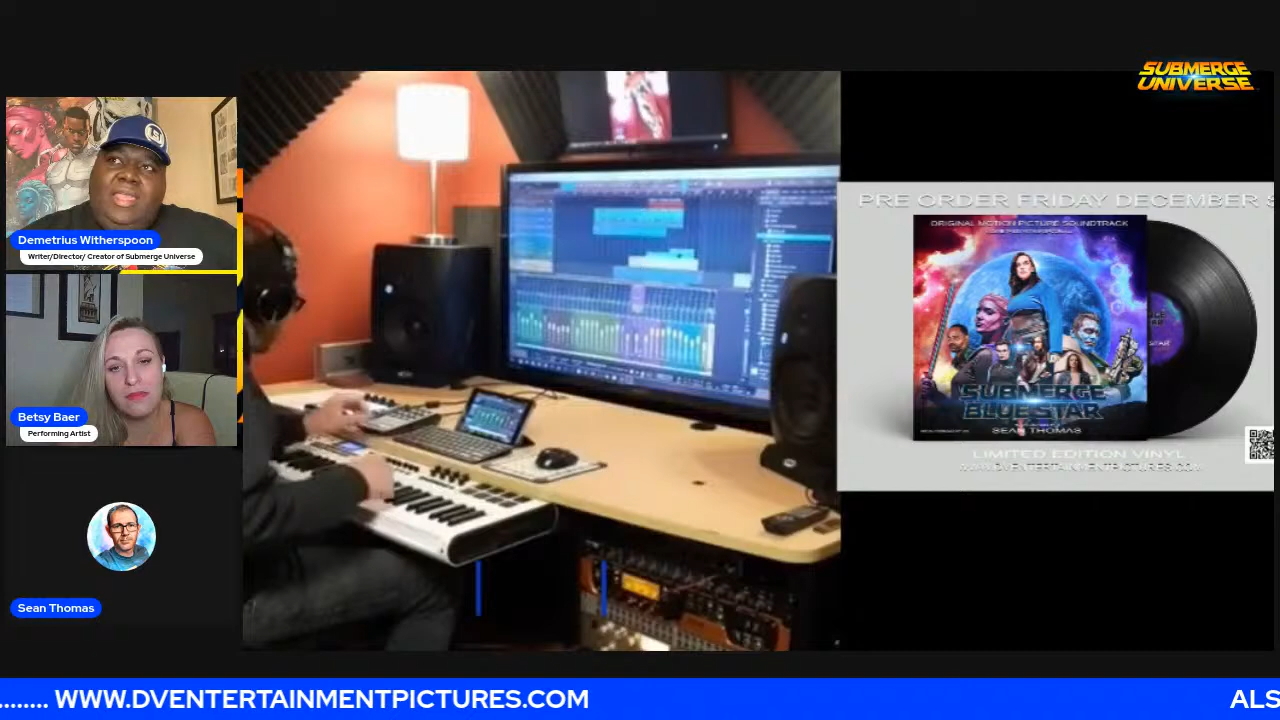 SUBMERGE
UNIVERSE
Demetrius Witherspoon
Writer/Director/ Creator of Submerge Universe
Betsy Baer
Performing Artist
Sean Thomas
PRE ORDER FRIDAY DECEMBER
ORIGINAL MOTION PICTURE SOUNDTRACK
SUBMERGE
BLUE STAR
SEAN THOMAS
LIMITED EDITION VINYL
WWW.DVENTERTAINMENTPICTURES.COM
........ WWW.DVENTERTAINMENTPICTURES.COM
ALS